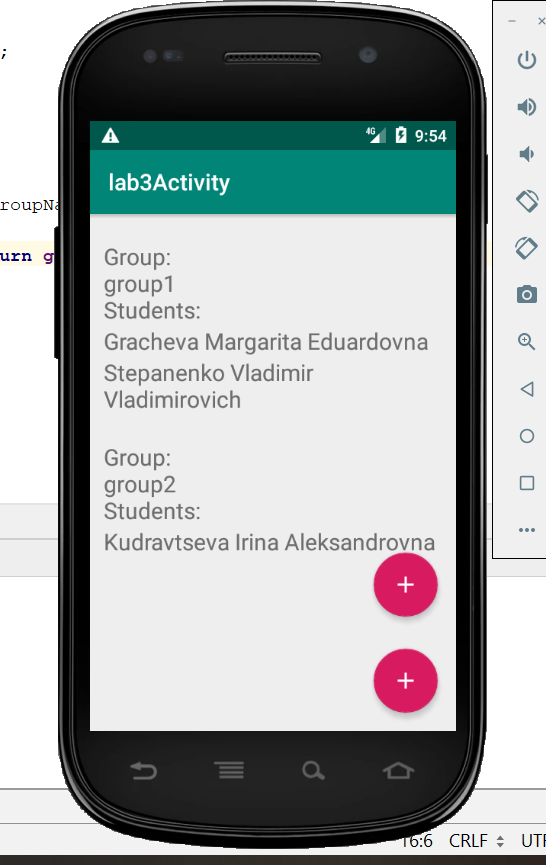 ;
4G 9:54
lab3Activity
roupNa
urn g
Group:
group1
Students:
Gracheva Margarita Eduardovna
Stepanenko Vladimir
Vladimirovich
Group:
group2
Students:
Kudravtseva Irina Aleksandrovna
+
+
16:6 CRLF UTF